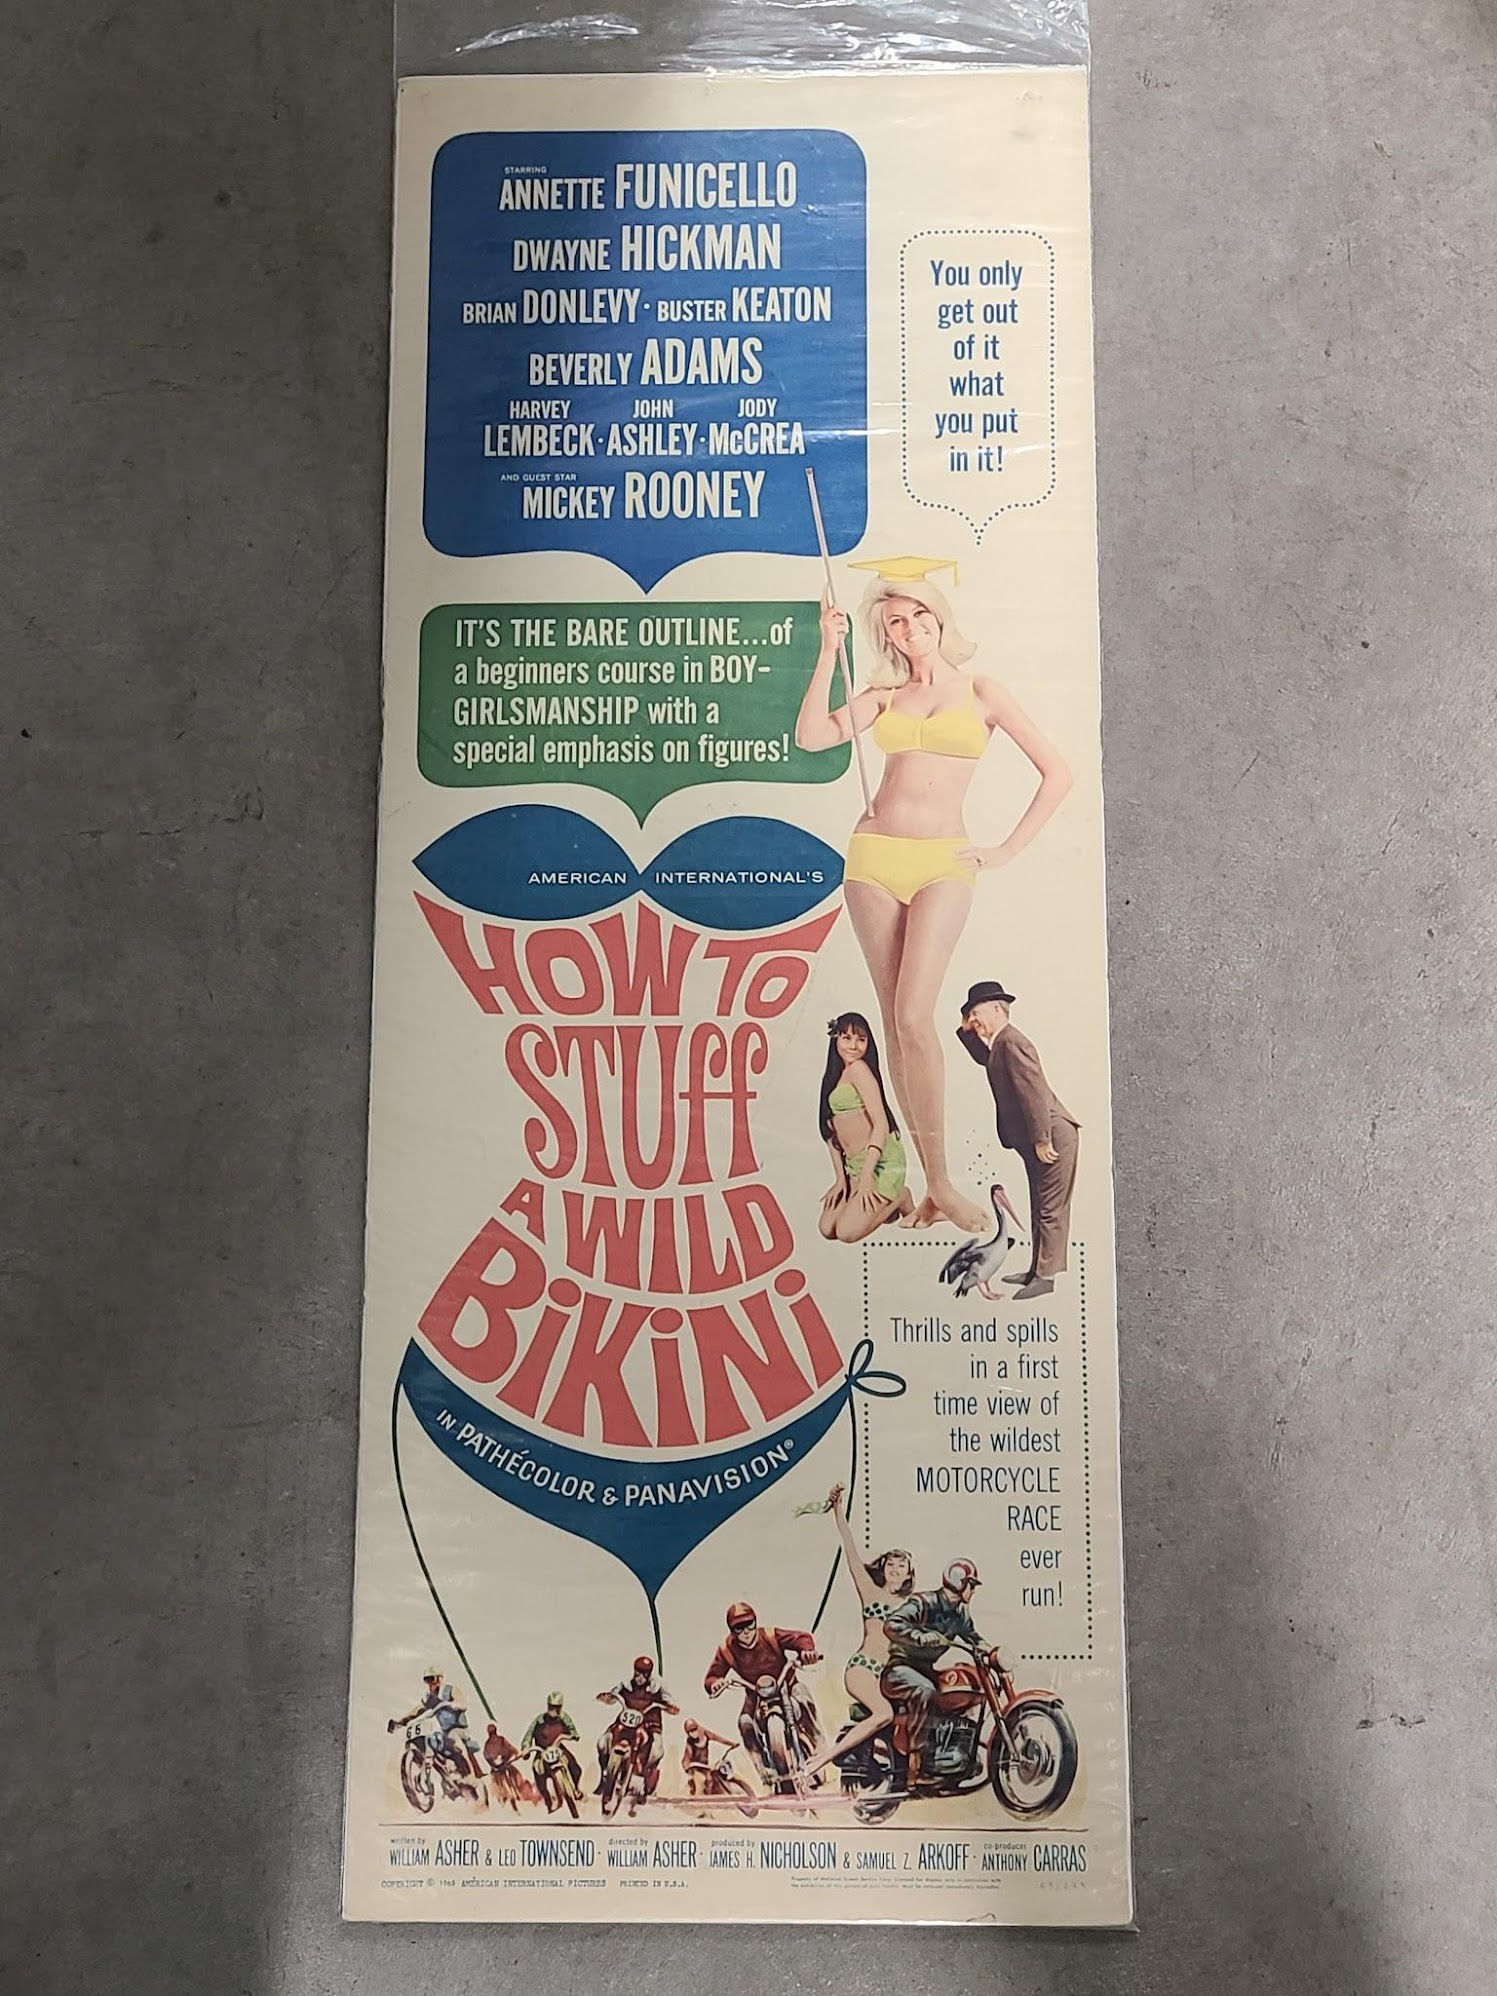 STARRING
ANNETTE FUNICELLO
DWAYNE HICKMAN
BRIAN DONLEVY · BUSTER KEATON
BEVERLY ADAMS
HARVEY JOHN JODY
LEMBECK · ASHLEY · McCREA
AND GUEST STAR
MICKEY ROONEY
You only
get out
of it
what
you put
in it!
IT'S THE BARE OUTLINE...of
a beginners course in BOY-
GIRLSMANSHIP with a
special emphasis on figures!
AMERICAN INTERNATIONAL'S
HOW TO
STUFF
A WILD
BiKiNi
IN PATHÉCOLOR & PANAVISION®
Thrills and spills
in a first
time view of
the wildest
MOTORCYCLE
RACE
ever
run!
66
520
written by WILLIAM ASHER & LEO TOWNSEND · directed by WILLIAM ASHER · produced by JAMES H. NICHOLSON & SAMUEL Z. ARKOFF · co-producer ANTHONY CARRAS
COPYRIGHT © 1965 AMERICAN INTERNATIONAL PICTURES PRINTED IN U.S.A.